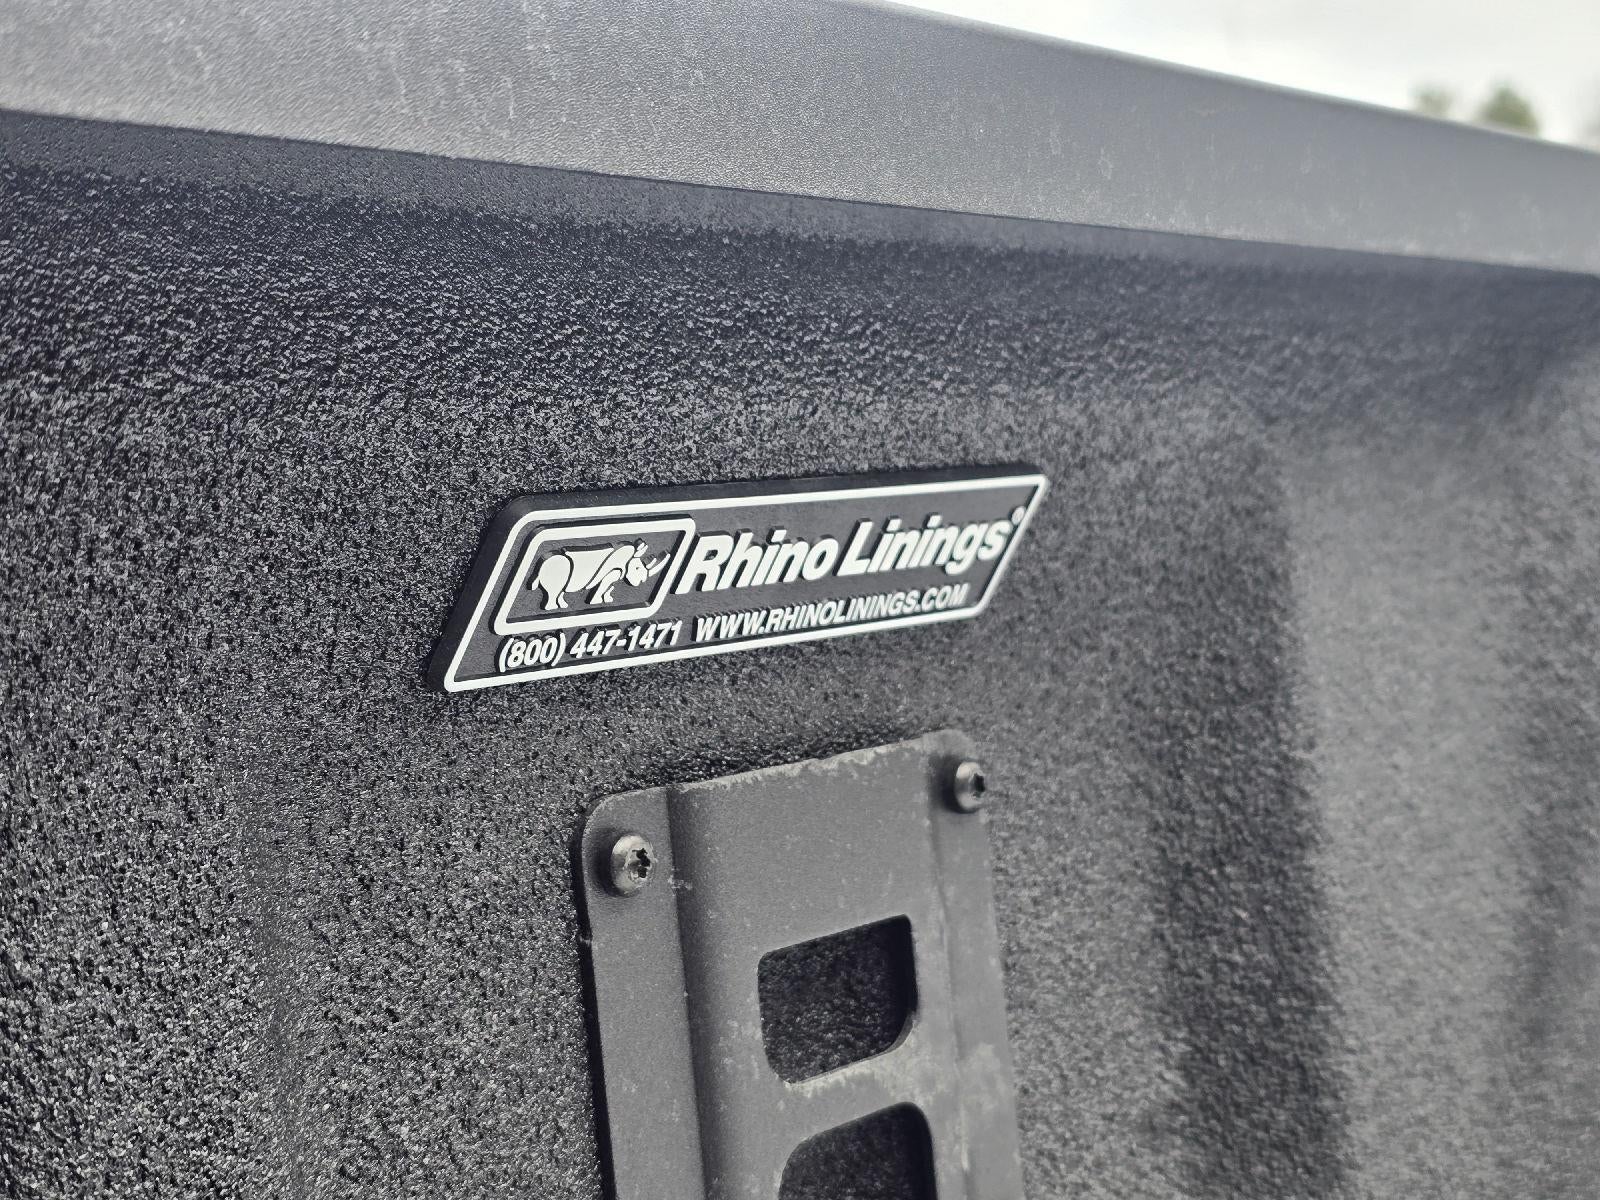 Rhino Linings®
(800) 447-1471 WWW.RHINOLININGS.COM